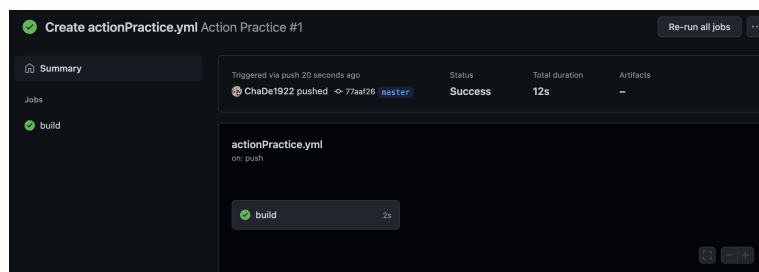 Create actionPractice.yml Action Practice #1
Re-run all jobs
Summary
Jobs
build
Triggered via push 20 seconds ago
ChaDe1922 pushed 77aaf26 master
Status
Success
Total duration
12s
Artifacts
–
actionPractice.yml
on: push
build 2s